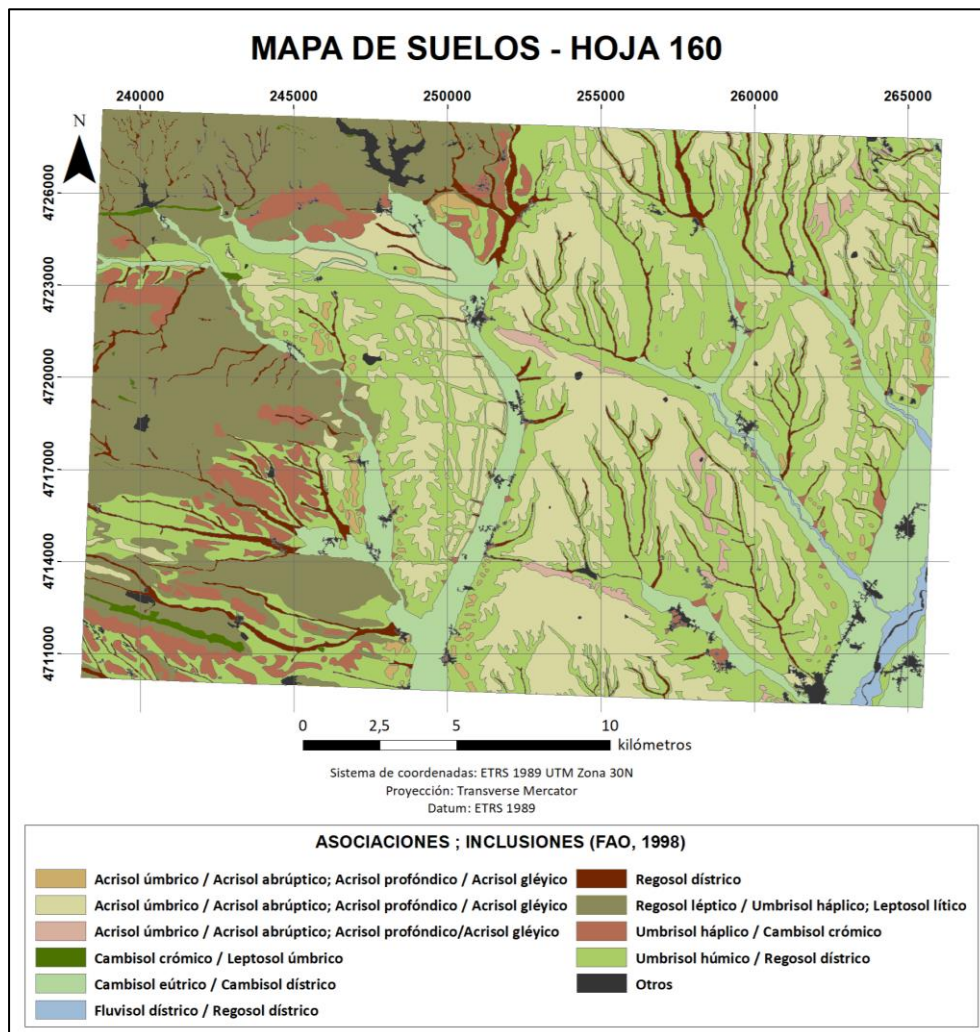 MAPA DE SUELOS - HOJA 160
240000 245000 250000 255000 260000 265000
N
4726000
4723000
4720000
4717000
4714000
4711000
0 2,5 5 10 kilómetros
Sistema de coordenadas: ETRS 1989 UTM Zona 30N
Proyección: Transverse Mercator
Datum: ETRS 1989
ASOCIACIONES ; INCLUSIONES (FAO, 1998)
Acrisol úmbrico / Acrisol abrúptico; Acrisol profóndico / Acrisol gléyico
Acrisol úmbrico / Acrisol abrúptico; Acrisol profóndico / Acrisol gléyico
Acrisol úmbrico / Acrisol abrúptico; Acrisol profóndico/Acrisol gléyico
Cambisol crómico / Leptosol úmbrico
Cambisol eútrico / Cambisol dístrico
Fluvisol dístrico / Regosol dístrico
Regosol dístrico
Regosol léptico / Umbrisol háplico; Leptosol lítico
Umbrisol háplico / Cambisol crómico
Umbrisol húmico / Regosol dístrico
Otros